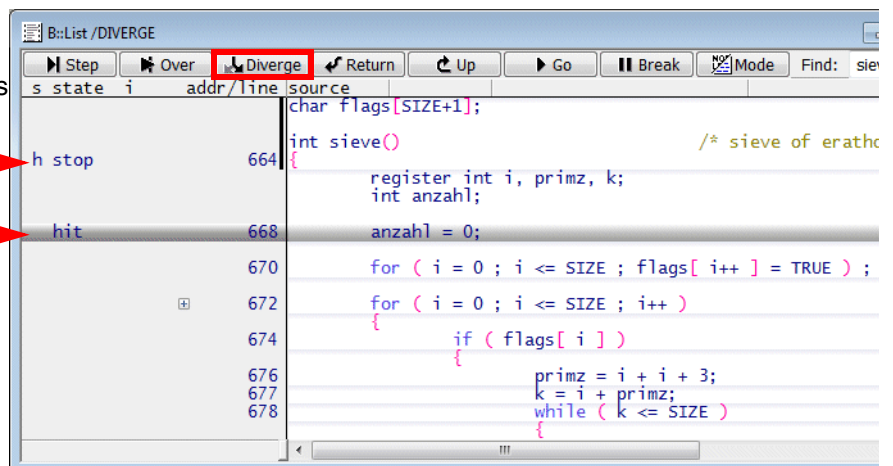 B::List /DIVERGE
Step Over Diverge Return Up Go Break Mode Find:
s state i addr/line source
char flags[SIZE+1];
int sieve() /* sieve of
h stop 664 {
register int i, primz, k;
int anzahl;
hit 668 anzahl = 0;
670 for ( i = 0 ; i <= SIZE ; flags[ i++ ] = TRUE ) ;
672 for ( i = 0 ; i <= SIZE ; i++ )
{
674 if ( flags[ i ] )
{
676 primz = i + i + 3;
677 k = i + primz;
678 while ( k <= SIZE )
{